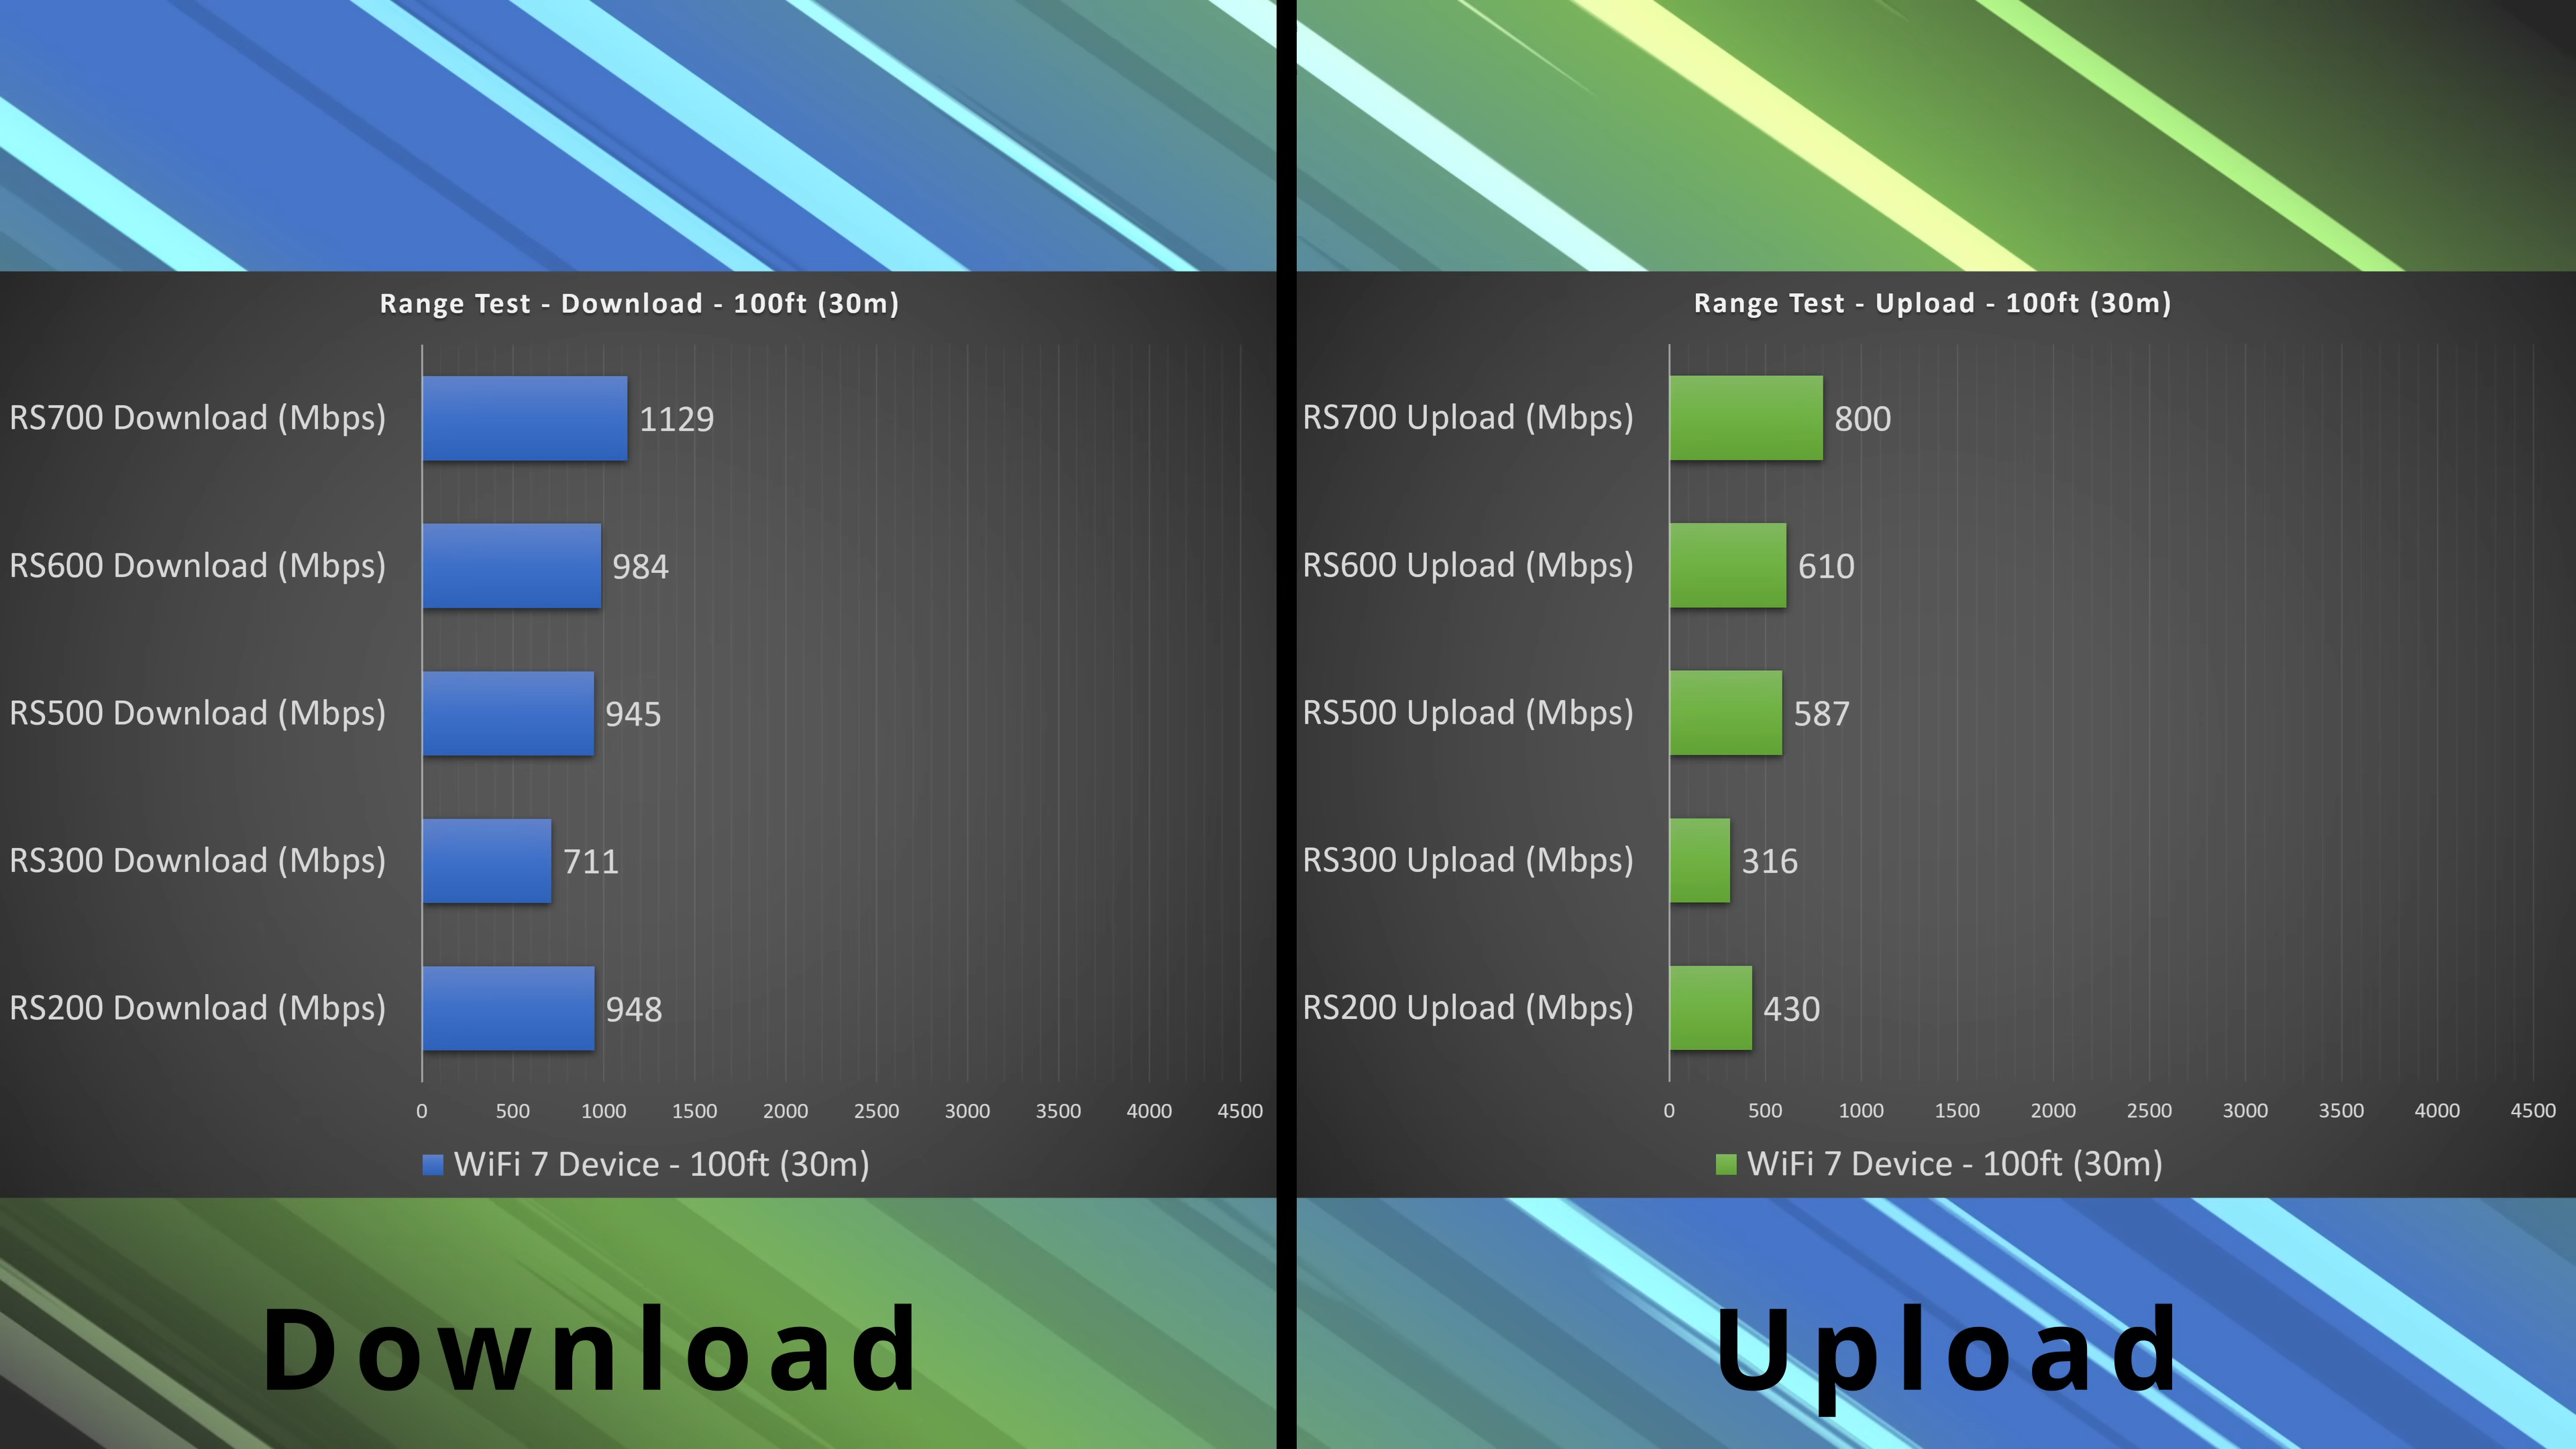 Range Test - Download - 100ft (30m)
RS700 Download (Mbps) 1129
RS600 Download (Mbps) 984
RS500 Download (Mbps) 945
RS300 Download (Mbps) 711
RS200 Download (Mbps) 948
0 500 1000 1500 2000 2500 3000 3500 4000 4500
WiFi 7 Device - 100ft (30m)
Download
Range Test - Upload - 100ft (30m)
RS700 Upload (Mbps) 800
RS600 Upload (Mbps) 610
RS500 Upload (Mbps) 587
RS300 Upload (Mbps) 316
RS200 Upload (Mbps) 430
0 500 1000 1500 2000 2500 3000 3500 4000 4500
WiFi 7 Device - 100ft (30m)
Upload